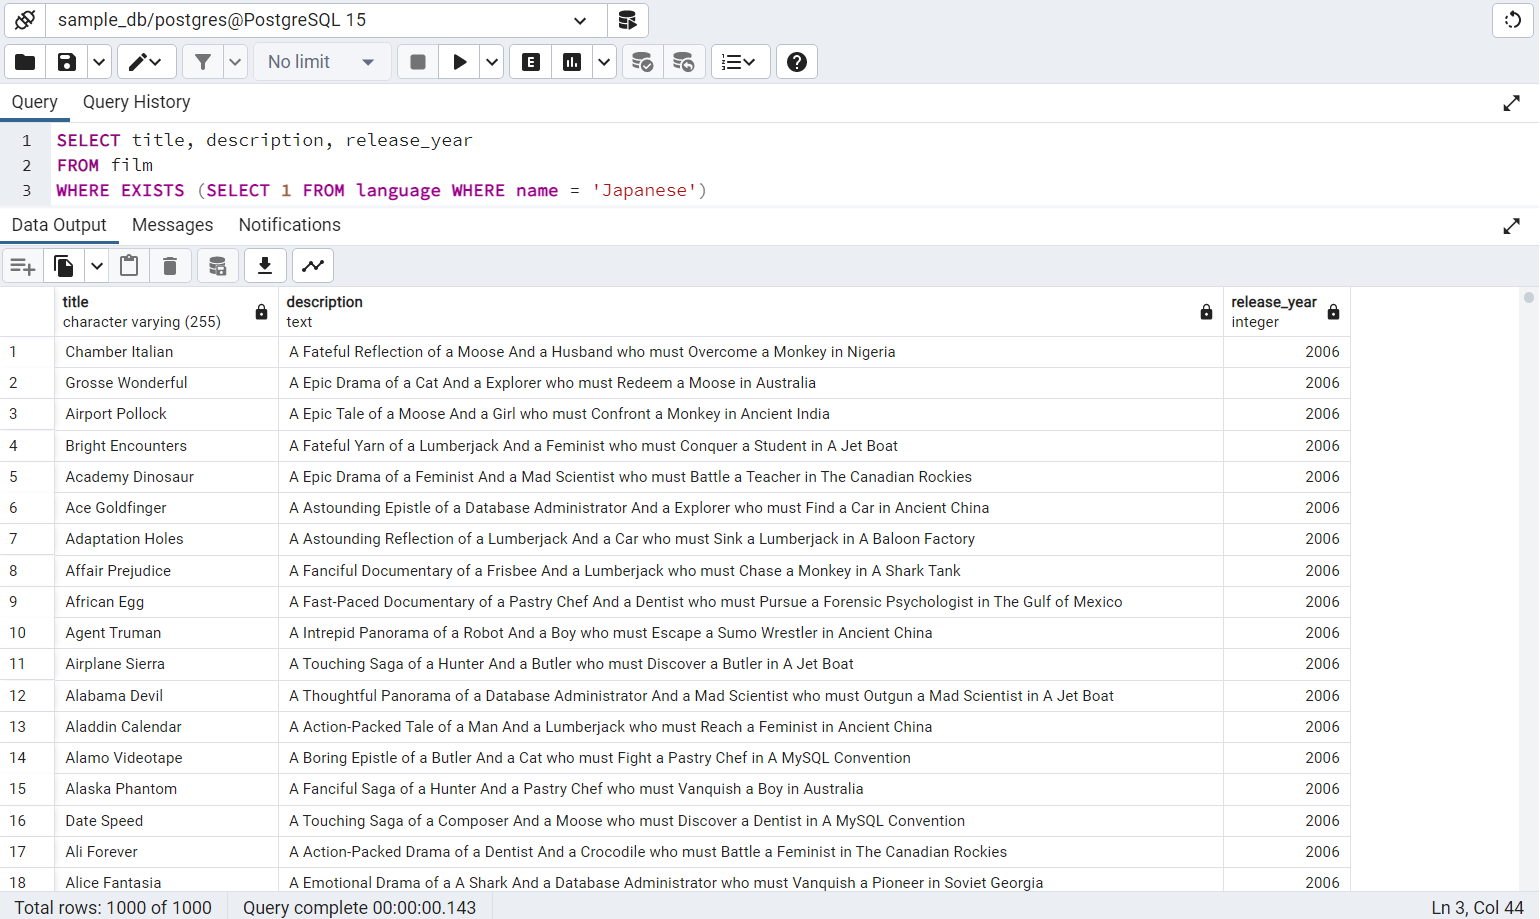 sample_db/postgres@PostgreSQL 15
No limit
E
Query Query History
1 SELECT title, description, release_year
2 FROM film
3 WHERE EXISTS (SELECT 1 FROM language WHERE name = 'Japanese')
Data Output Messages Notifications
title description release_year
character varying (255) text integer
1 Chamber Italian A Fateful Reflection of a Moose And a Husband who must Overcome a Monkey in Nigeria 2006
2 Grosse Wonderful A Epic Drama of a Cat And a Explorer who must Redeem a Moose in Australia 2006
3 Airport Pollock A Epic Tale of a Moose And a Girl who must Confront a Monkey in Ancient India 2006
4 Bright Encounters A Fateful Yarn of a Lumberjack And a Feminist who must Conquer a Student in A Jet Boat 2006
5 Academy Dinosaur A Epic Drama of a Feminist And a Mad Scientist who must Battle a Teacher in The Canadian Rockies 2006
6 Ace Goldfinger A Astounding Epistle of a Database Administrator And a Explorer who must Find a Car in Ancient China 2006
7 Adaptation Holes A Astounding Reflection of a Lumberjack And a Car who must Sink a Lumberjack in A Baloon Factory 2006
8 Affair Prejudice A Fanciful Documentary of a Frisbee And a Lumberjack who must Chase a Monkey in A Shark Tank 2006
9 African Egg A Fast-Paced Documentary of a Pastry Chef And a Dentist who must Pursue a Forensic Psychologist in The Gulf of Mexico 2006
10 Agent Truman A Intrepid Panorama of a Robot And a Boy who must Escape a Sumo Wrestler in Ancient China 2006
11 Airplane Sierra A Touching Saga of a Hunter And a Butler who must Discover a Butler in A Jet Boat 2006
12 Alabama Devil A Thoughtful Panorama of a Database Administrator And a Mad Scientist who must Outgun a Mad Scientist in A Jet Boat 2006
13 Aladdin Calendar A Action-Packed Tale of a Man And a Lumberjack who must Reach a Feminist in Ancient China 2006
14 Alamo Videotape A Boring Epistle of a Butler And a Cat who must Fight a Pastry Chef in A MySQL Convention 2006
15 Alaska Phantom A Fanciful Saga of a Hunter And a Pastry Chef who must Vanquish a Boy in Australia 2006
16 Date Speed A Touching Saga of a Composer And a Moose who must Discover a Dentist in A MySQL Convention 2006
17 Ali Forever A Action-Packed Drama of a Dentist And a Crocodile who must Battle a Feminist in The Canadian Rockies 2006
18 Alice Fantasia A Emotional Drama of a A Shark And a Database Administrator who must Vanquish a Pioneer in Soviet Georgia 2006
Total rows: 1000 of 1000 Query complete 00:00:00.143 Ln 3, Col 44